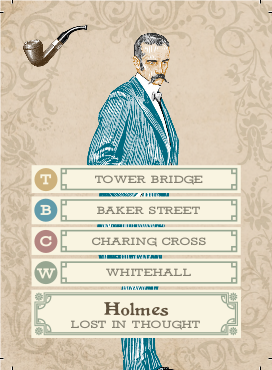 T TOWER BRIDGE
B BAKER STREET
C CHARING CROSS
W WHITEHALL
Holmes
LOST IN THOUGHT